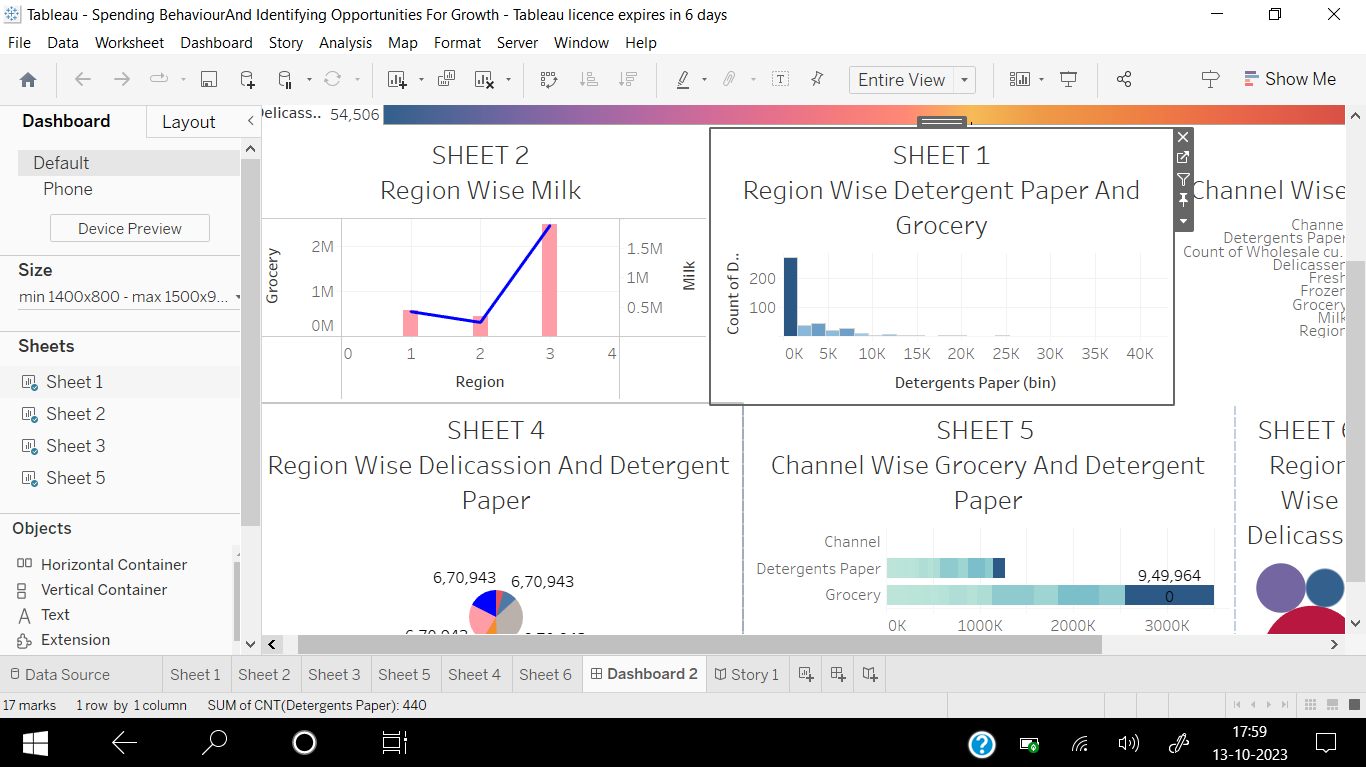 Tableau - Spending BehaviourAnd Identifying Opportunities For Growth - Tableau licence expires in 6 days
File Data Worksheet Dashboard Story Analysis Map Format Server Window Help
Entire View
Show Me
Dashboard
Layout
Default
Phone
Device Preview
Size
min 1400x800 - max 1500x9...
Sheets
Sheet 1
Sheet 2
Sheet 3
Sheet 5
Objects
Horizontal Container
Vertical Container
Text
Extension
Delicass.. 54,506
SHEET 2
Region Wise Milk
Grocery
2M
1M
0M
1.5M
1M
0.5M
Milk
0 1 2 3 4
Region
SHEET 1
Region Wise Detergent Paper And
Grocery
Count of D..
200
100
0K 5K 10K 15K 20K 25K 30K 35K 40K
Detergents Paper (bin)
Channel Wise
Channe
Detergents Paper
Count of Wholesale cu..
Delicasser
Fresh
Frozen
Grocery
Milk
Region
SHEET 4
Region Wise Delicassion And Detergent
Paper
6,70,943 6,70,943
SHEET 5
Channel Wise Grocery And Detergent
Paper
Channel
Detergents Paper
Grocery
9,49,964
0
0K 1000K 2000K 3000K
SHEET 6
Region
Wise
Delicass
Data Source Sheet 1 Sheet 2 Sheet 3 Sheet 5 Sheet 4 Sheet 6 Dashboard 2 Story 1
17 marks 1 row by 1 column SUM of CNT(Detergents Paper): 440
17:59
13-10-2023